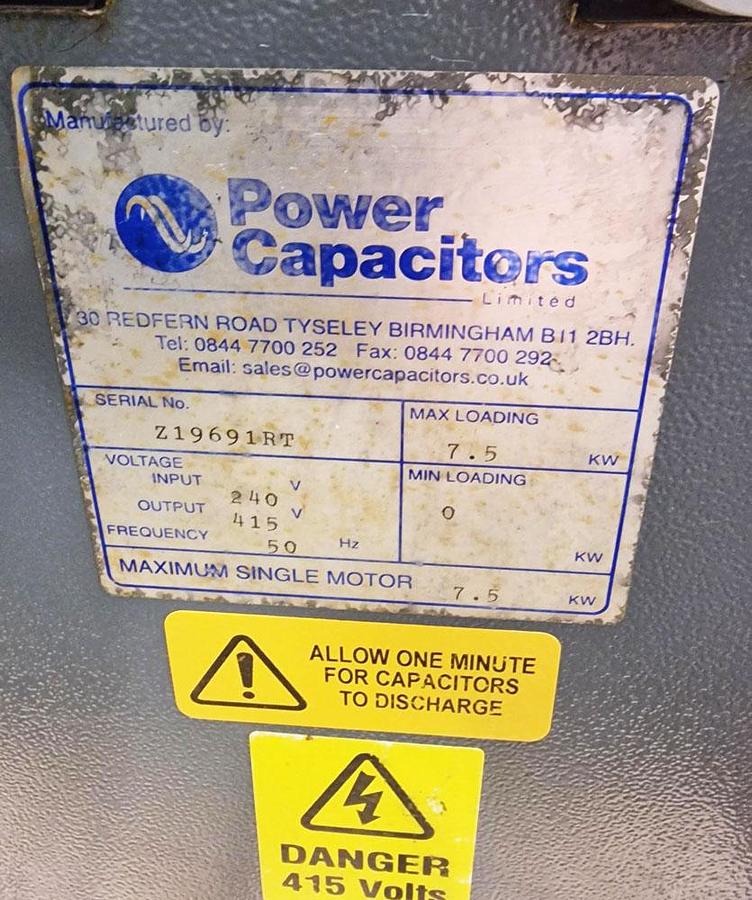 Manufactured by:
Power
Capacitors
Limited
30 REDFERN ROAD TYSELEY BIRMINGHAM B11 2BH.
Tel: 0844 7700 252 Fax: 0844 7700 292
Email: sales@powercapacitors.co.uk
SERIAL No.
Z19691RT
MAX LOADING
7.5 KW
VOLTAGE
INPUT 240 V
OUTPUT 415 V
FREQUENCY 50 Hz
MIN LOADING
0
KW
MAXIMUM SINGLE MOTOR 7.5 KW
ALLOW ONE MINUTE
FOR CAPACITORS
TO DISCHARGE
DANGER
415 Volts